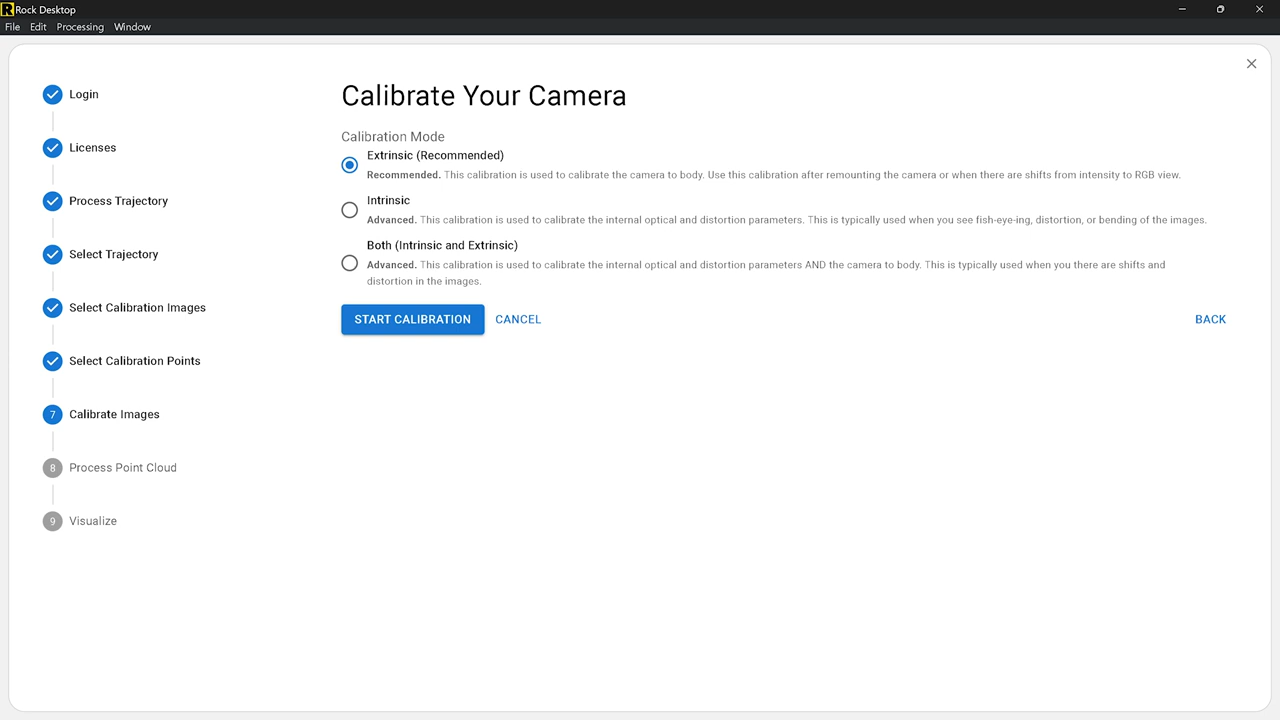 Rock Desktop
File Edit Processing Window
Login
Licenses
Process Trajectory
Select Trajectory
Select Calibration Images
Select Calibration Points
7 Calibrate Images
8 Process Point Cloud
9 Visualize
Calibrate Your Camera
Calibration Mode
Extrinsic (Recommended)
Recommended. This calibration is used to calibrate the camera to body. Use this calibration after remounting the camera or when there are shifts from intensity to RGB view.
Intrinsic
Advanced. This calibration is used to calibrate the internal optical and distortion parameters. This is typically used when you see fish-eye-ing, distortion, or bending of the images.
Both (Intrinsic and Extrinsic)
Advanced. This calibration is used to calibrate the internal optical and distortion parameters AND the camera to body. This is typically used when you there are shifts and
distortion in the images.
START CALIBRATION CANCEL BACK